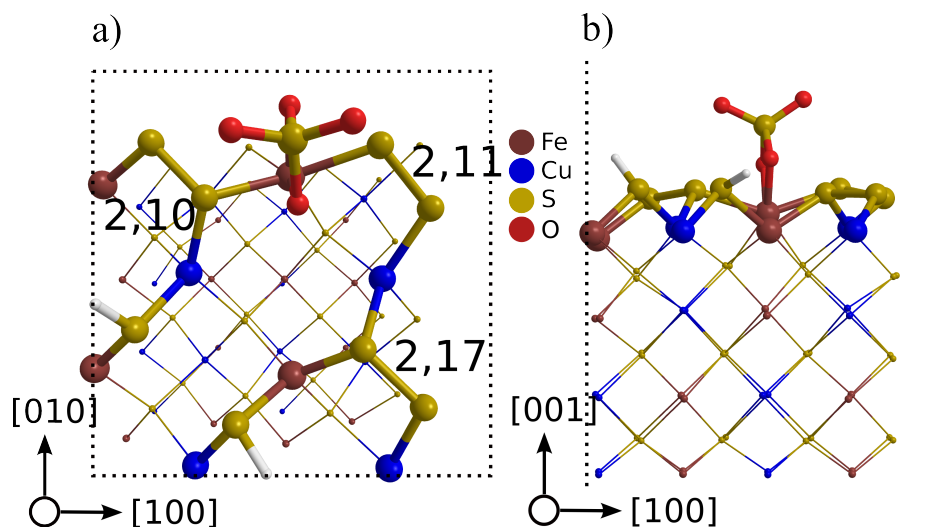 a)
b)
Fe
Cu
S
O
2,11
2,10
2,17
[010]
[100]
[001]
[100]